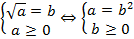 {√a = b ⇔ {a = b²
{a ≥ 0 {b ≥ 0